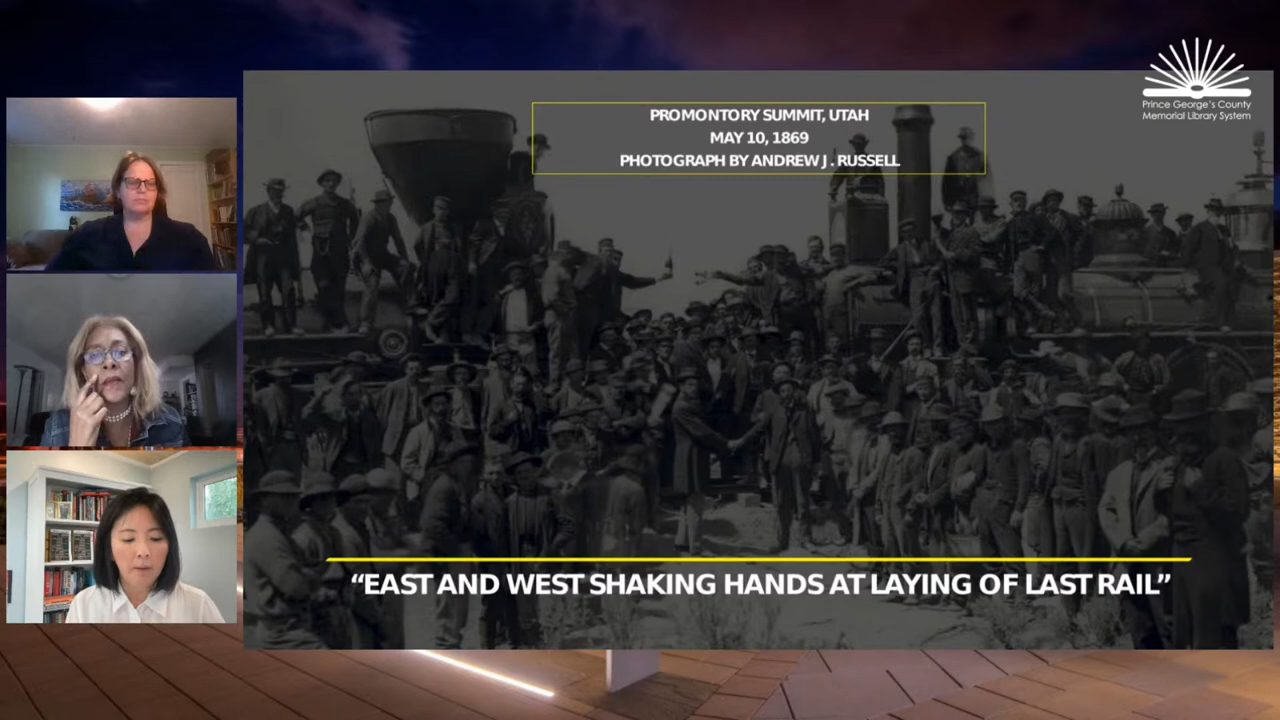 PROMONTORY SUMMIT, UTAH
MAY 10, 1869
PHOTOGRAPH BY ANDREW J. RUSSELL
Prince George's County
Memorial Library System
“EAST AND WEST SHAKING HANDS AT LAYING OF LAST RAIL”